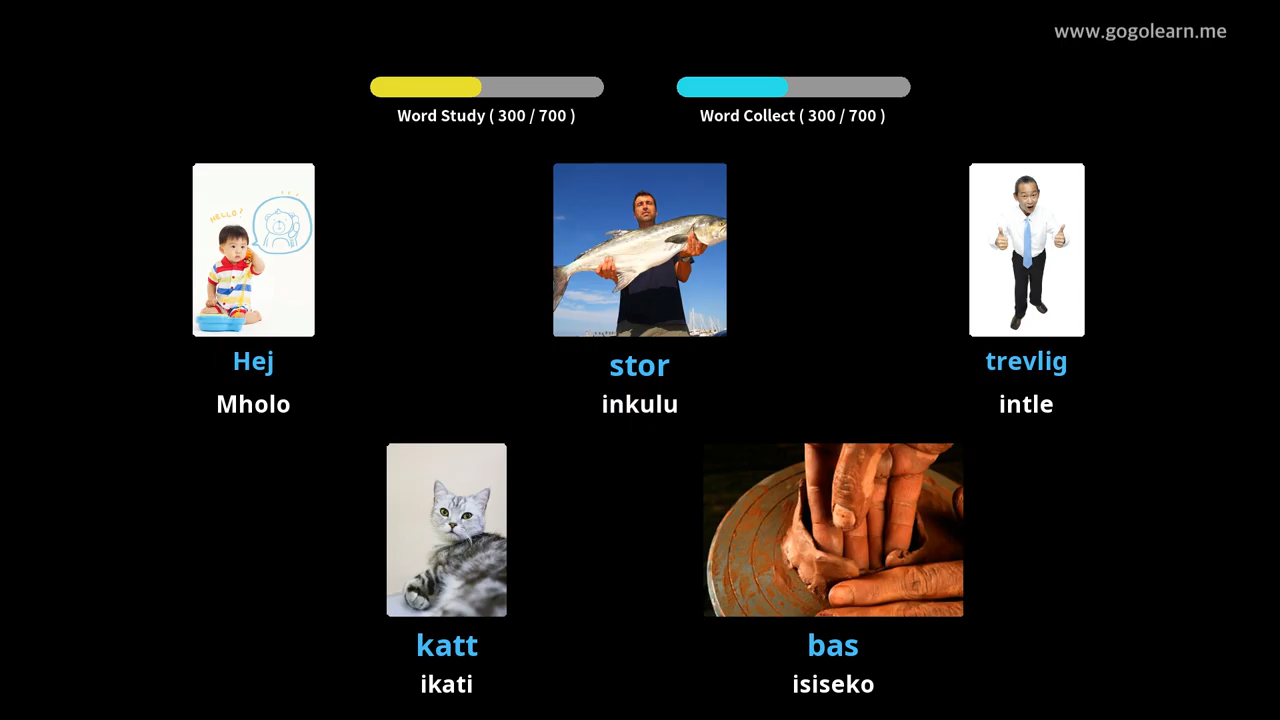 www.gogolearn.me
Word Study ( 300 / 700 )
Word Collect ( 300 / 700 )
HELLO?
Hej
stor
trevlig
Mholo
inkulu
intle
katt
bas
ikati
isiseko